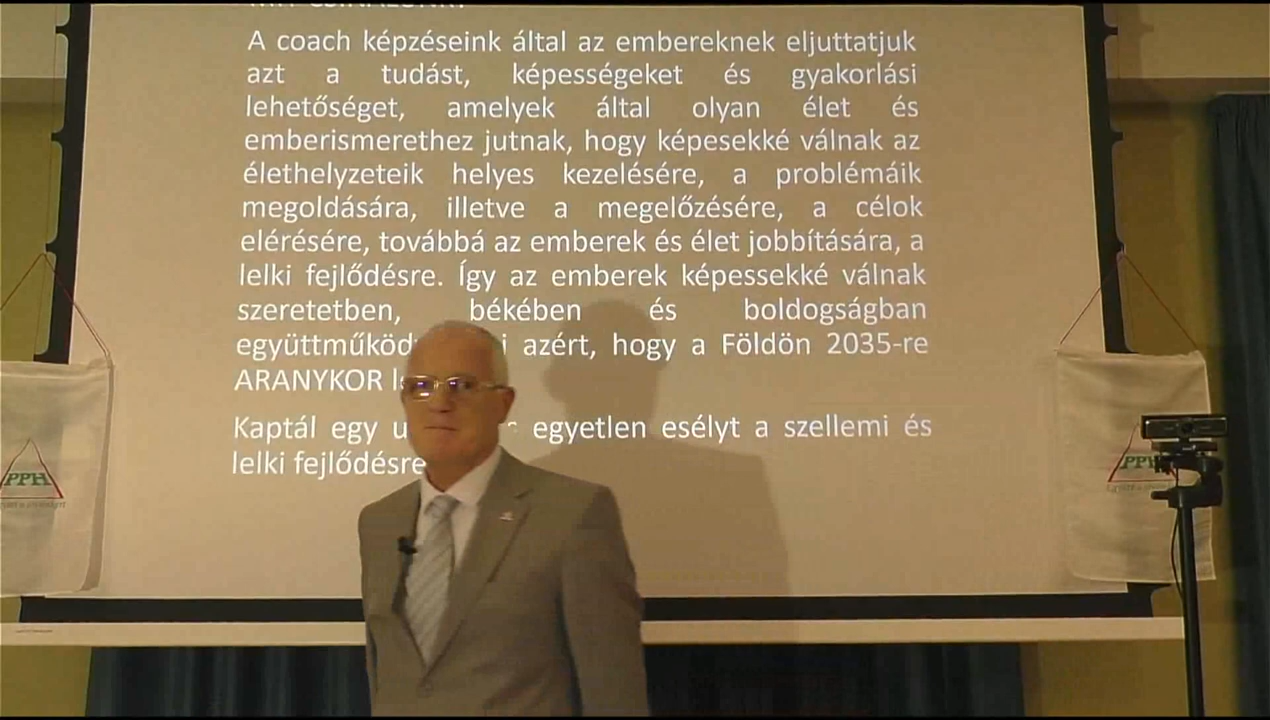 A coach képzéseink által az embereknek eljuttatjuk
azt a tudást, képességeket és gyakorlási
lehetőséget, amelyek által olyan élet és
emberismerethez jutnak, hogy képesekké válnak az
élethelyzeteik helyes kezelésére, a problémáik
megoldására, illetve a megelőzésére, a célok
elérésére, továbbá az emberek és élet jobbítására, a
lelki fejlődésre. Így az emberek képessekké válnak
szeretetben, békében és boldogságban
azért, hogy a Földön 2035-re
ARANYKOR
Kaptál egy egyetlen esélyt a szellemi és
lelki fejlődésre
PPH
PPH